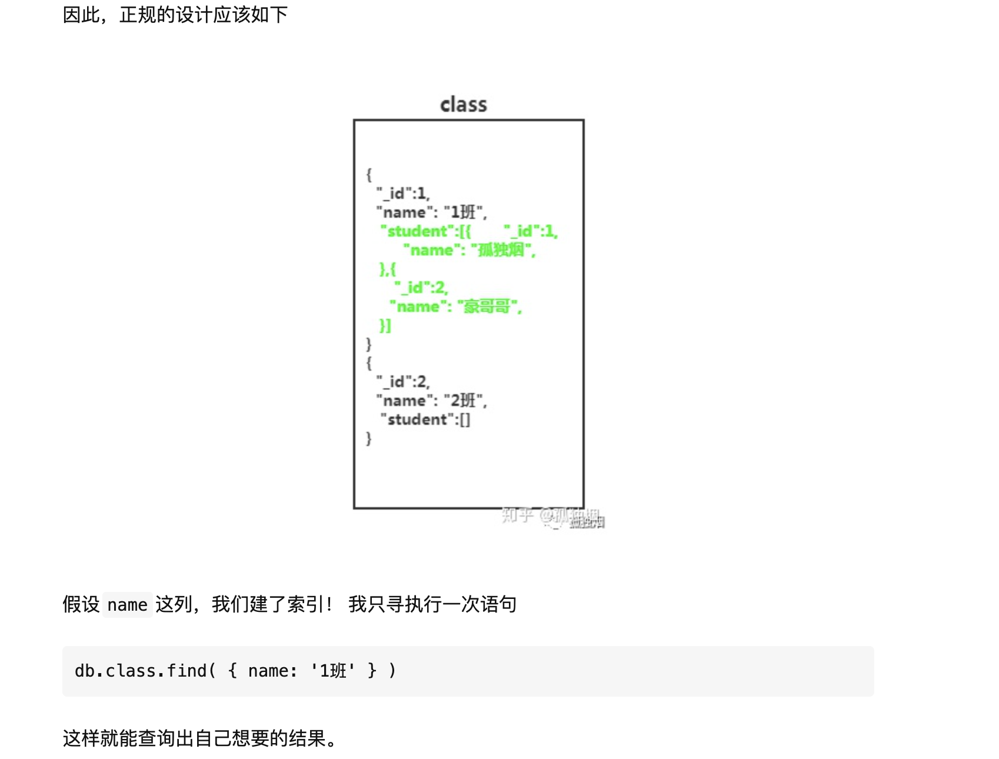 因此，正规的设计应该如下
class
{
"_id":1,
"name": "1班",
"student":[{ "_id":1,
"name": "孤独烟",
},{
"_id":2,
"name": "豪哥哥",
}]
}
{
"_id":2,
"name": "2班",
"student":[]
}
知乎 @孤独烟
孤独烟
假设 name 这列，我们建了索引！ 我只寻执行一次语句
db.class.find( { name: '1班' } )
这样就能查询出自己想要的结果。